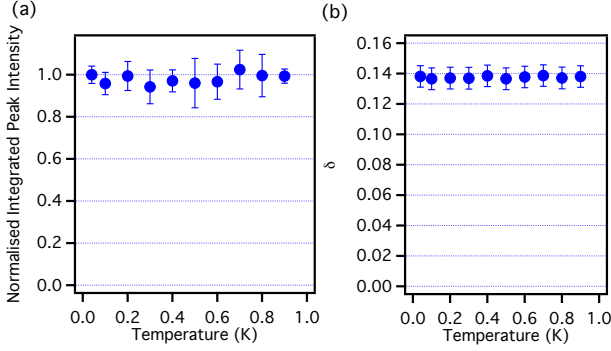 (a)
Normalised Integrated Peak Intensity
1.0
0.8
0.6
0.4
0.2
0.0
0.0 0.2 0.4 0.6 0.8 1.0
Temperature (K)
(b)
δ
0.16
0.14
0.12
0.10
0.08
0.06
0.04
0.02
0.00
0.0 0.2 0.4 0.6 0.8 1.0
Temperature (K)